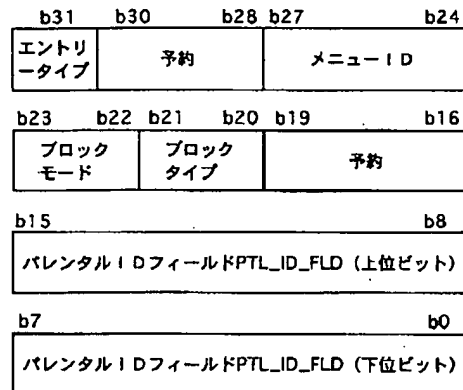 b31 b30 b28 b27 b24
エントリ
ータイプ
予約
メニューID
b23 b22 b21 b20 b19 b16
ブロック
モード
ブロック
タイプ
予約
b15 b8
パレンタルIDフィールドPTL_ID_FLD（上位ビット）
b7 b0
パレンタルIDフィールドPTL_ID_FLD（下位ビット）